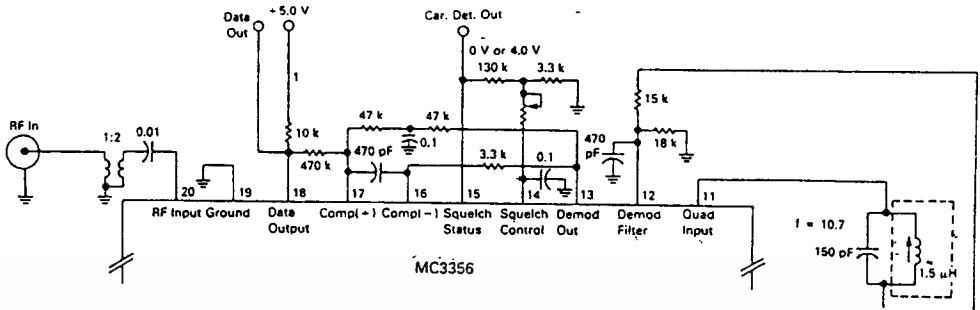 Data
Out
+ 5.0 V
Car. Det. Out
0 V or 4.0 V
130 k
3.3 k
1
RF In
1:2
0.01
10 k
470 k
47 k
47 k
0.1
470 pF
3.3 k
0.1
15 k
470
pF
18 k
20
19
18
17
16
15
14
13
12
11
RF Input
Ground
Data
Output
Comp(+)
Comp(-)
Squelch
Status
Squelch
Control
Demod
Out
Demod
Filter
Quad
Input
MC3356
f = 10.7
150 pF
1.5 μH